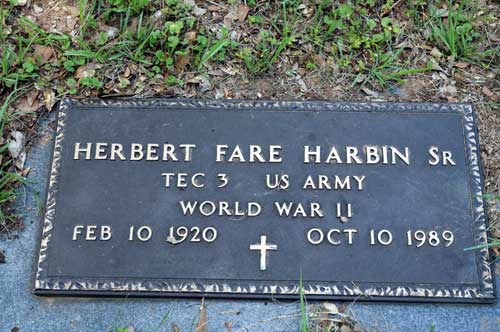 HERBERT FARE HARBIN SR
TEC 3 US ARMY
WORLD WAR II
FEB 10 1920 OCT 10 1989